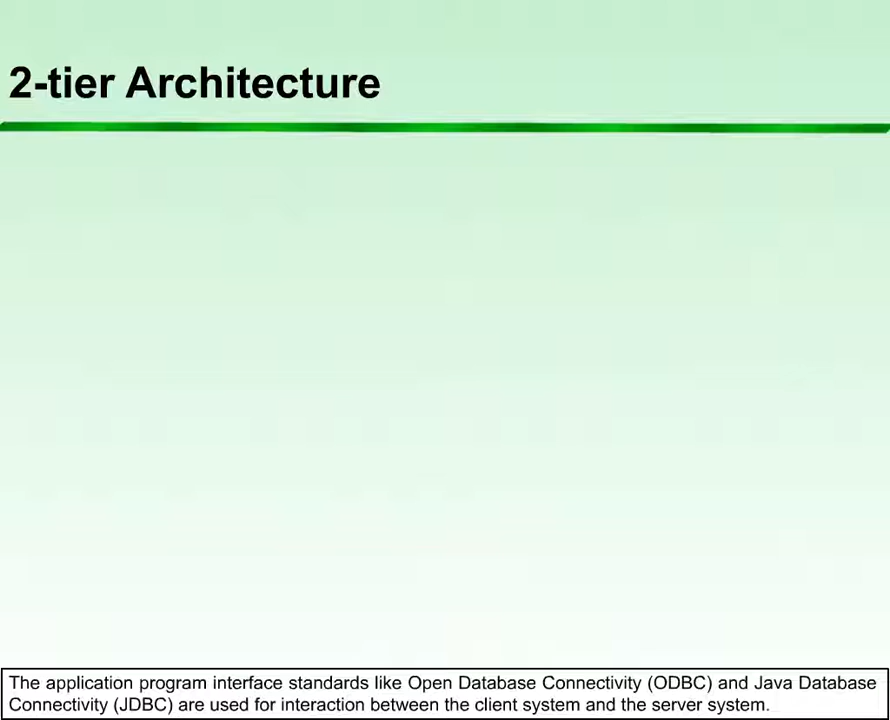 2-tier Architecture
The application program interface standards like Open Database Connectivity (ODBC) and Java Database
Connectivity (JDBC) are used for interaction between the client system and the server system.